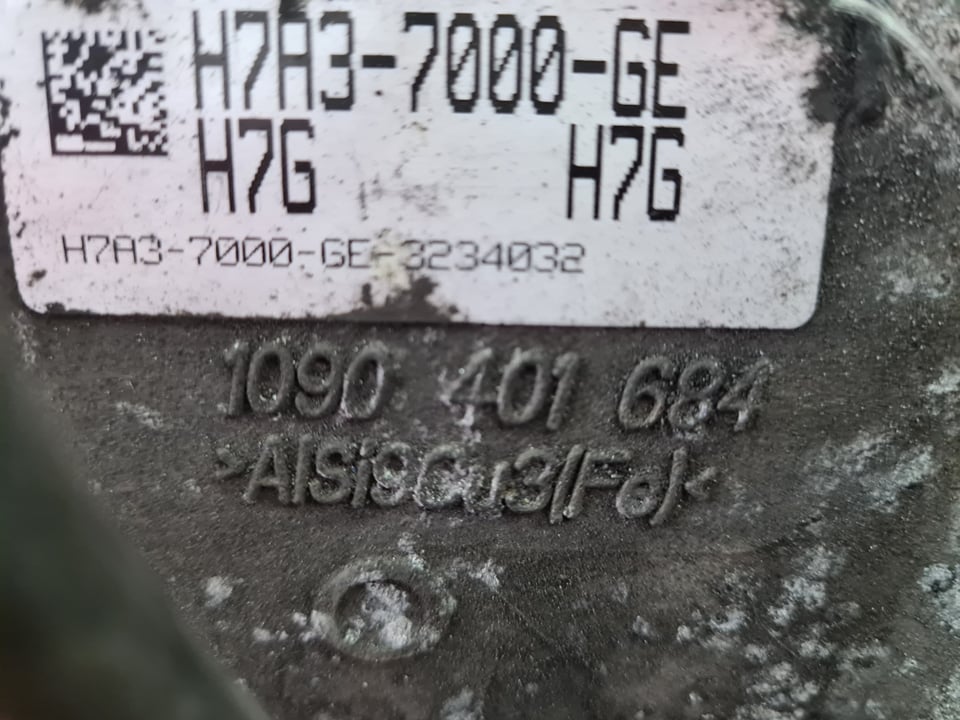 H7A3-7000-GE
H7G H7G
H7A3-7000-GE-3234032
1090 401 684
>AlSi9Cu3(Fe)<